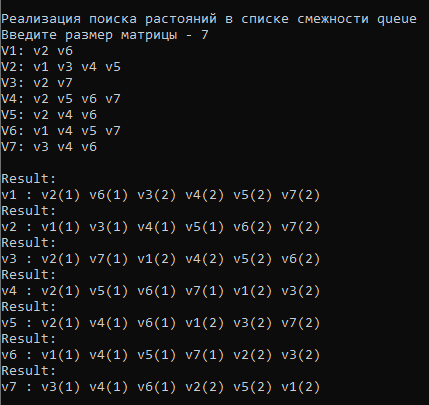 Реализация поиска растояний в списке смежности queue
Введите размер матрицы - 7
V1: v2 v6
V2: v1 v3 v4 v5
V3: v2 v7
V4: v2 v5 v6 v7
V5: v2 v4 v6
V6: v1 v4 v5 v7
V7: v3 v4 v6
Result:
v1 : v2(1) v6(1) v3(2) v4(2) v5(2) v7(2)
Result:
v2 : v1(1) v3(1) v4(1) v5(1) v6(2) v7(2)
Result:
v3 : v2(1) v7(1) v1(2) v4(2) v5(2) v6(2)
Result:
v4 : v2(1) v5(1) v6(1) v7(1) v1(2) v3(2)
Result:
v5 : v2(1) v4(1) v6(1) v1(2) v3(2) v7(2)
Result:
v6 : v1(1) v4(1) v5(1) v7(1) v2(2) v3(2)
Result:
v7 : v3(1) v4(1) v6(1) v2(2) v5(2) v1(2)